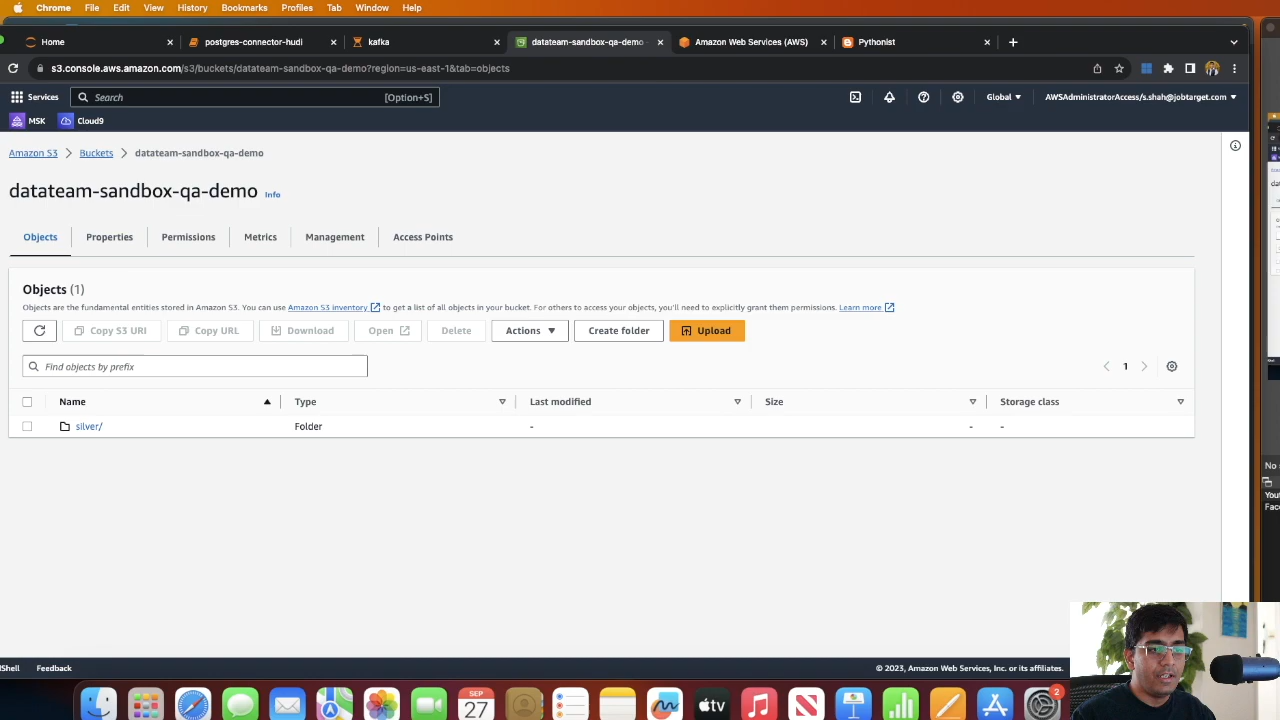 Chrome File Edit View History Bookmarks Profiles Tab Window Help
Home postgres-connector-hudi kafka datateam-sandbox-qa-demo - Amazon Web Services (AWS) Pythonist
s3.console.aws.amazon.com/s3/buckets/datateam-sandbox-qa-demo?region=us-east-1&tab=objects
Services Search [Option+S] Global AWSAdministratorAccess/s.shah@jobtarget.com
MSK Cloud9
Amazon S3 Buckets datateam-sandbox-qa-demo
datateam-sandbox-qa-demo Info
Objects Properties Permissions Metrics Management Access Points
Objects (1)
Objects are the fundamental entities stored in Amazon S3. You can use Amazon S3 inventory to get a list of all objects in your bucket. For others to access your objects, you'll need to explicitly grant them permissions. Learn more
Copy S3 URI Copy URL Download Open Delete Actions Create folder Upload
Find objects by prefix 1
Name Type Last modified Size Storage class
silver/ Folder - - -
No
Yout
Face
Shell Feedback © 2023, Amazon Web Services, Inc. or its affiliates.
SEP
27
tv
2